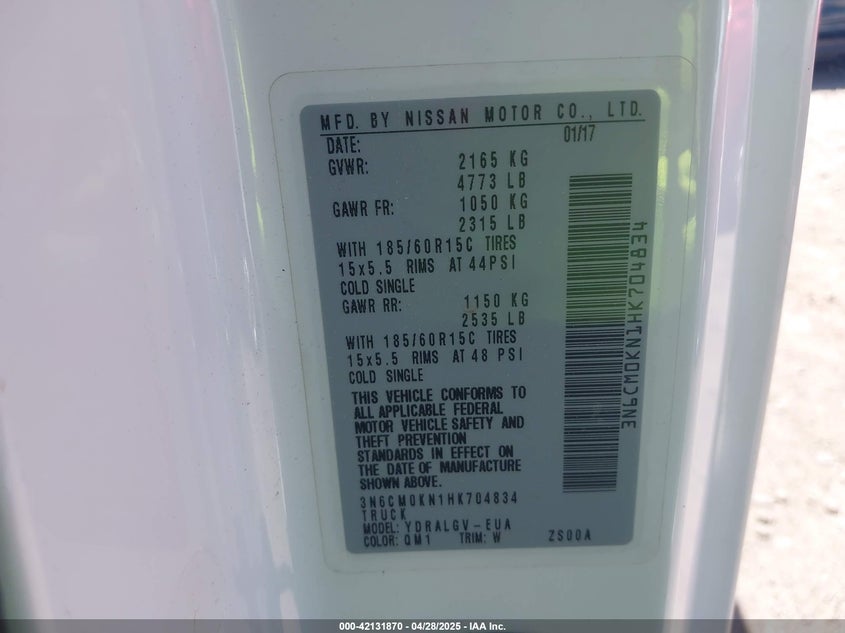 MFD. BY NISSAN MOTOR CO., LTD.
DATE: 01/17
GVWR: 2165 KG
4773 LB
GAWR FR: 1050 KG
2315 LB
WITH 185/60R15C TIRES
15x5.5 RIMS AT 44PSI
COLD SINGLE
GAWR RR: 1150 KG
2535 LB
WITH 185/60R15C TIRES
15x5.5 RIMS AT 48 PSI
COLD SINGLE
THIS VEHICLE CONFORMS TO
ALL APPLICABLE FEDERAL
MOTOR VEHICLE SAFETY AND
THEFT PREVENTION
STANDARDS IN EFFECT ON
THE DATE OF MANUFACTURE
SHOWN ABOVE.
3N6CM0KN1HK704834
TRUCK
MODEL: YDRALGV-EUA
COLOR: QM1 TRIM: W ZS00A
3N6CM0KN1HK704834
000-42131870 | 04/28/2025 - IAA Inc.